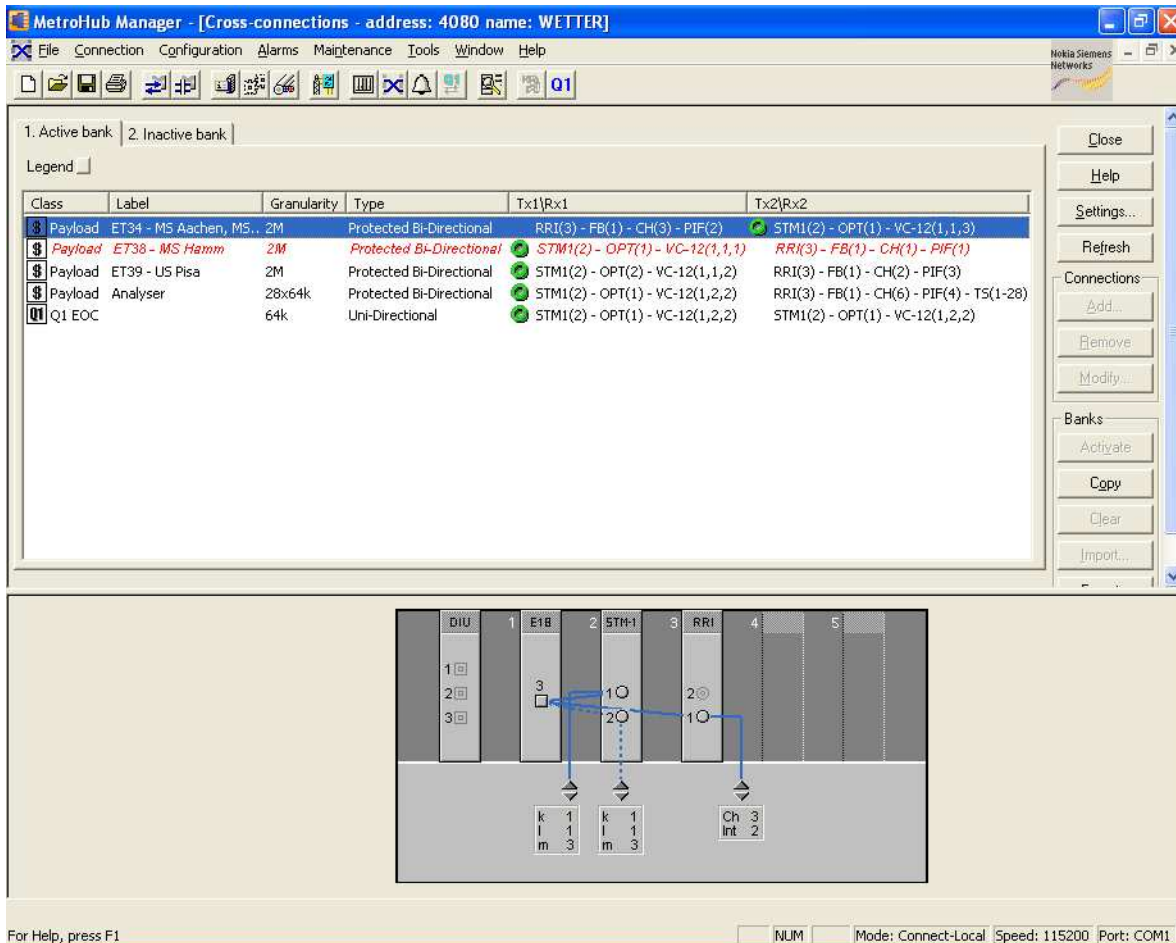 MetroHub Manager - [Cross-connections - address: 4080 name: WETTER]
File Connection Configuration Alarms Maintenance Tools Window Help
Nokia Siemens
Networks
Q1
1. Active bank 2. Inactive bank
Legend
Class Label Granularity Type Tx1\Rx1 Tx2\Rx2
$ Payload ET34 - MS Aachen, MS.. 2M Protected Bi-Directional RRI(3) - FB(1) - CH(3) - PIF(2) STM1(2) - OPT(1) - VC-12(1,1,3)
$ Payload ET38 - MS Hamm 2M Protected Bi-Directional STM1(2) - OPT(1) - VC-12(1,1,1) RRI(3) - FB(1) - CH(1) - PIF(1)
$ Payload ET39 - US Pisa 2M Protected Bi-Directional STM1(2) - OPT(2) - VC-12(1,1,2) RRI(3) - FB(1) - CH(2) - PIF(3)
$ Payload Analyser 28x64k Protected Bi-Directional STM1(2) - OPT(1) - VC-12(1,2,2) RRI(3) - FB(1) - CH(6) - PIF(4) - TS(1-28)
Q1 Q1 EOC 64k Uni-Directional STM1(2) - OPT(1) - VC-12(1,2,2) STM1(2) - OPT(1) - VC-12(1,2,2)
Close
Help
Settings...
Refresh
Connections
Add...
Remove
Modify...
Banks
Activate
Copy
Clear
Import...
DIU 1 E1B 2 STM-1 3 RRI 4 5
1
2 3 1 2
3 2 1
k 1 k 1 Ch 3
l 1 l 1 Int 2
m 3 m 3
For Help, press F1 NUM Mode: Connect-Local Speed: 115200 Port: COM1